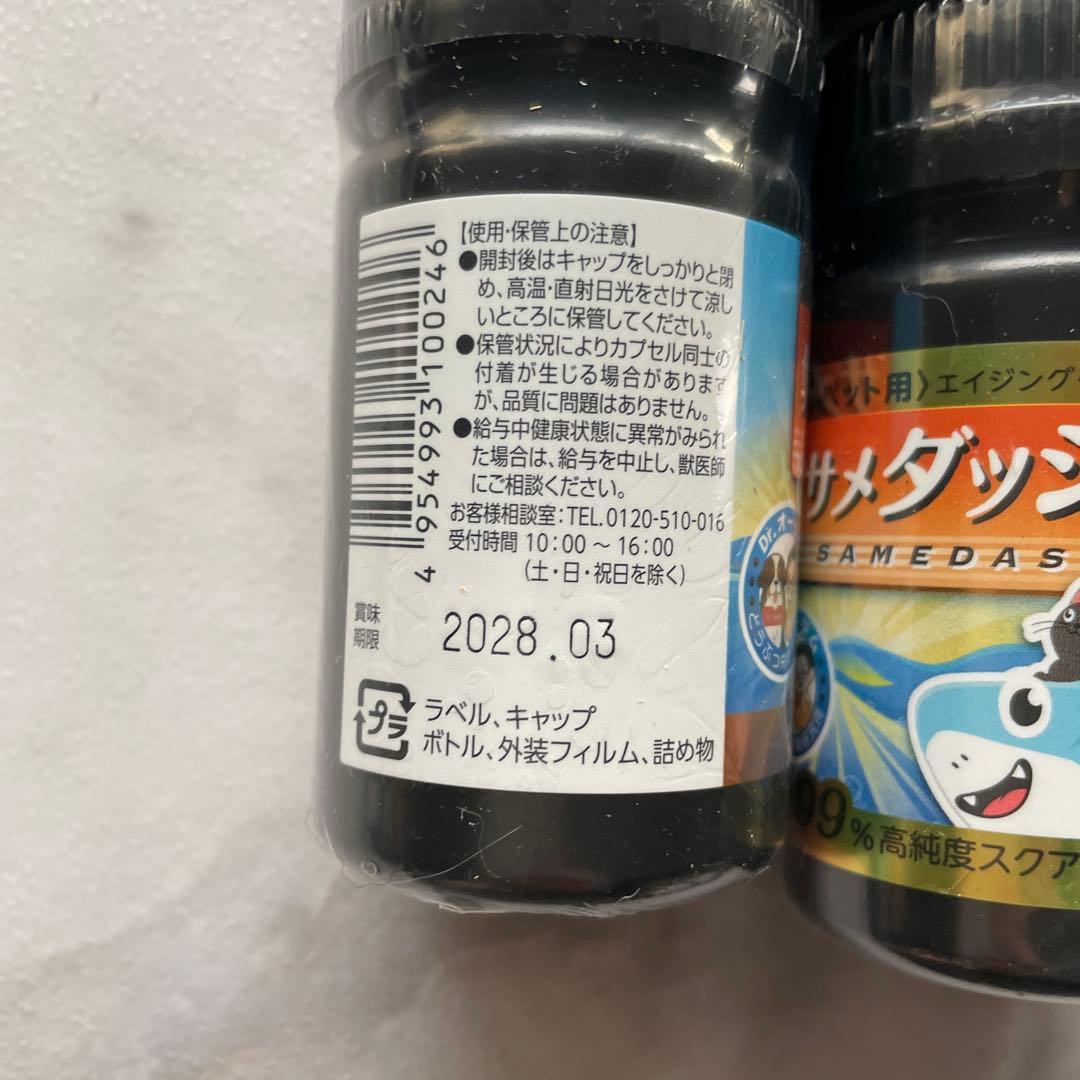 【使用・保管上の注意】
●開封後はキャップをしっかりと閉
め、高温・直射日光をさけて涼し
いところに保管してください。
●保管状況によりカプセル同士の
付着が生じる場合があります
が、品質に問題はありません。
●給与中健康状態に異常がみられ
た場合は、給与を中止し、獣医師
にご相談ください。
お客様相談室：TEL.0120-510-016
受付時間 10：00～16：00
（土・日・祝日を除く）
4 954993 100246
賞味
期限
2028.03
プラ
ラベル、キャップ
ボトル、外装フィルム、詰め物
Dr.オー
ペット用〉エイジング
サメダッシ
SAMEDAS
99%高純度スクア